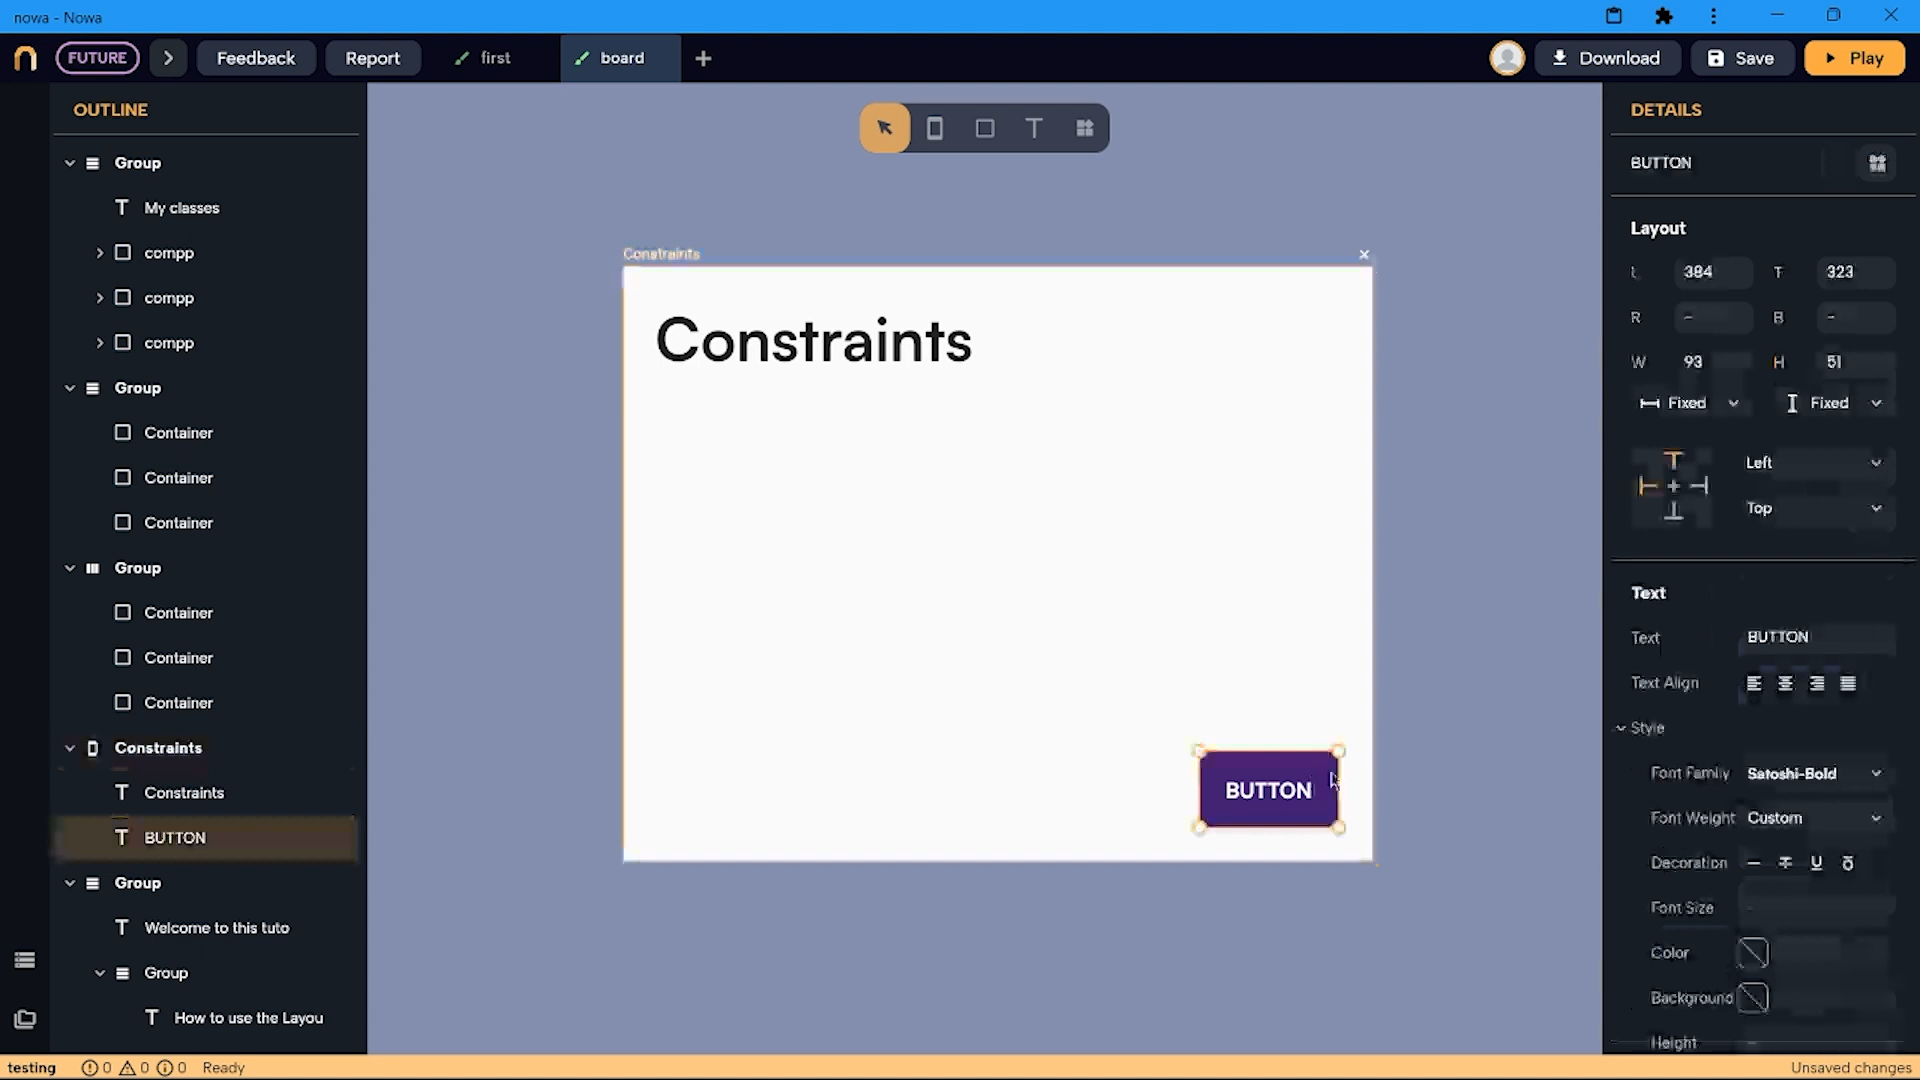 nowa - Nowa
FUTURE
Feedback
Report
first
board
Download
Save
Play
OUTLINE
Group
My classes
compp
compp
compp
Group
Container
Container
Container
Group
Container
Container
Container
Constraints
Constraints
BUTTON
Group
Welcome to this tuto
Group
How to use the Layou
Constraints
Constraints
BUTTON
DETAILS
BUTTON
Layout
L 384 T 323
R - B -
W 93 H 51
Fixed Fixed
Left
Top
Text
Text BUTTON
Text Align
Style
Font Family Satoshi-Bold
Font Weight Custom
Decoration
Font Size
Color
Background
Height
testing 0 0 0 Ready
Unsaved changes